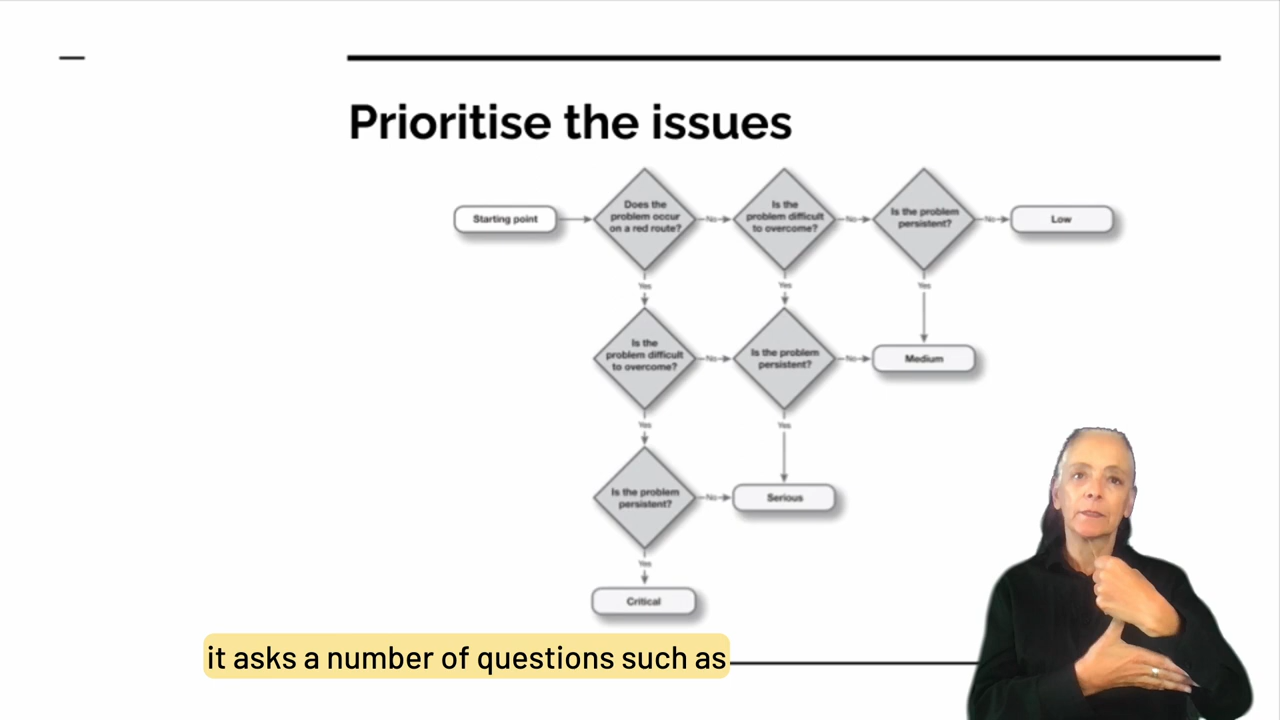 Prioritise the issues
Starting point
Does the
problem occur
on a red route?
No
Is the
problem difficult
to overcome?
No
Is the problem
persistent?
No
Low
Yes
Yes
Yes
Is the
problem difficult
to overcome?
No
Is the problem
persistent?
No
Medium
Yes
Yes
Is the problem
persistent?
No
Serious
Yes
Critical
it asks a number of questions such as